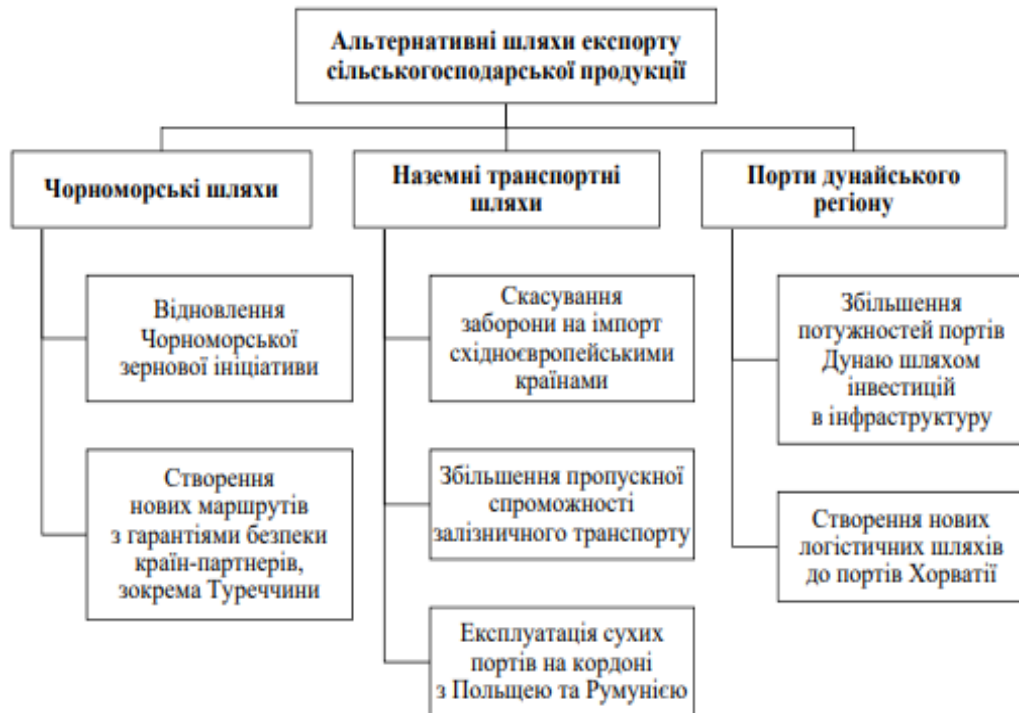 Альтернативні шляхи експорту
сільськогосподарської продукції
Чорноморські шляхи
Відновлення
Чорноморської
зернової ініціативи
Створення
нових маршрутів
з гарантіями безпеки
країн-партнерів,
зокрема Туреччини
Наземні транспортні
шляхи
Скасування
заборони на імпорт
східноєвропейськими
країнами
Збільшення пропускної
спроможності
залізничного транспорту
Експлуатація сухих
портів на кордоні
з Польщею та Румунією
Порти дунайського
регіону
Збільшення
потужностей портів
Дунаю шляхом
інвестицій
в інфраструктуру
Створення нових
логістичних шляхів
до портів Хорватії